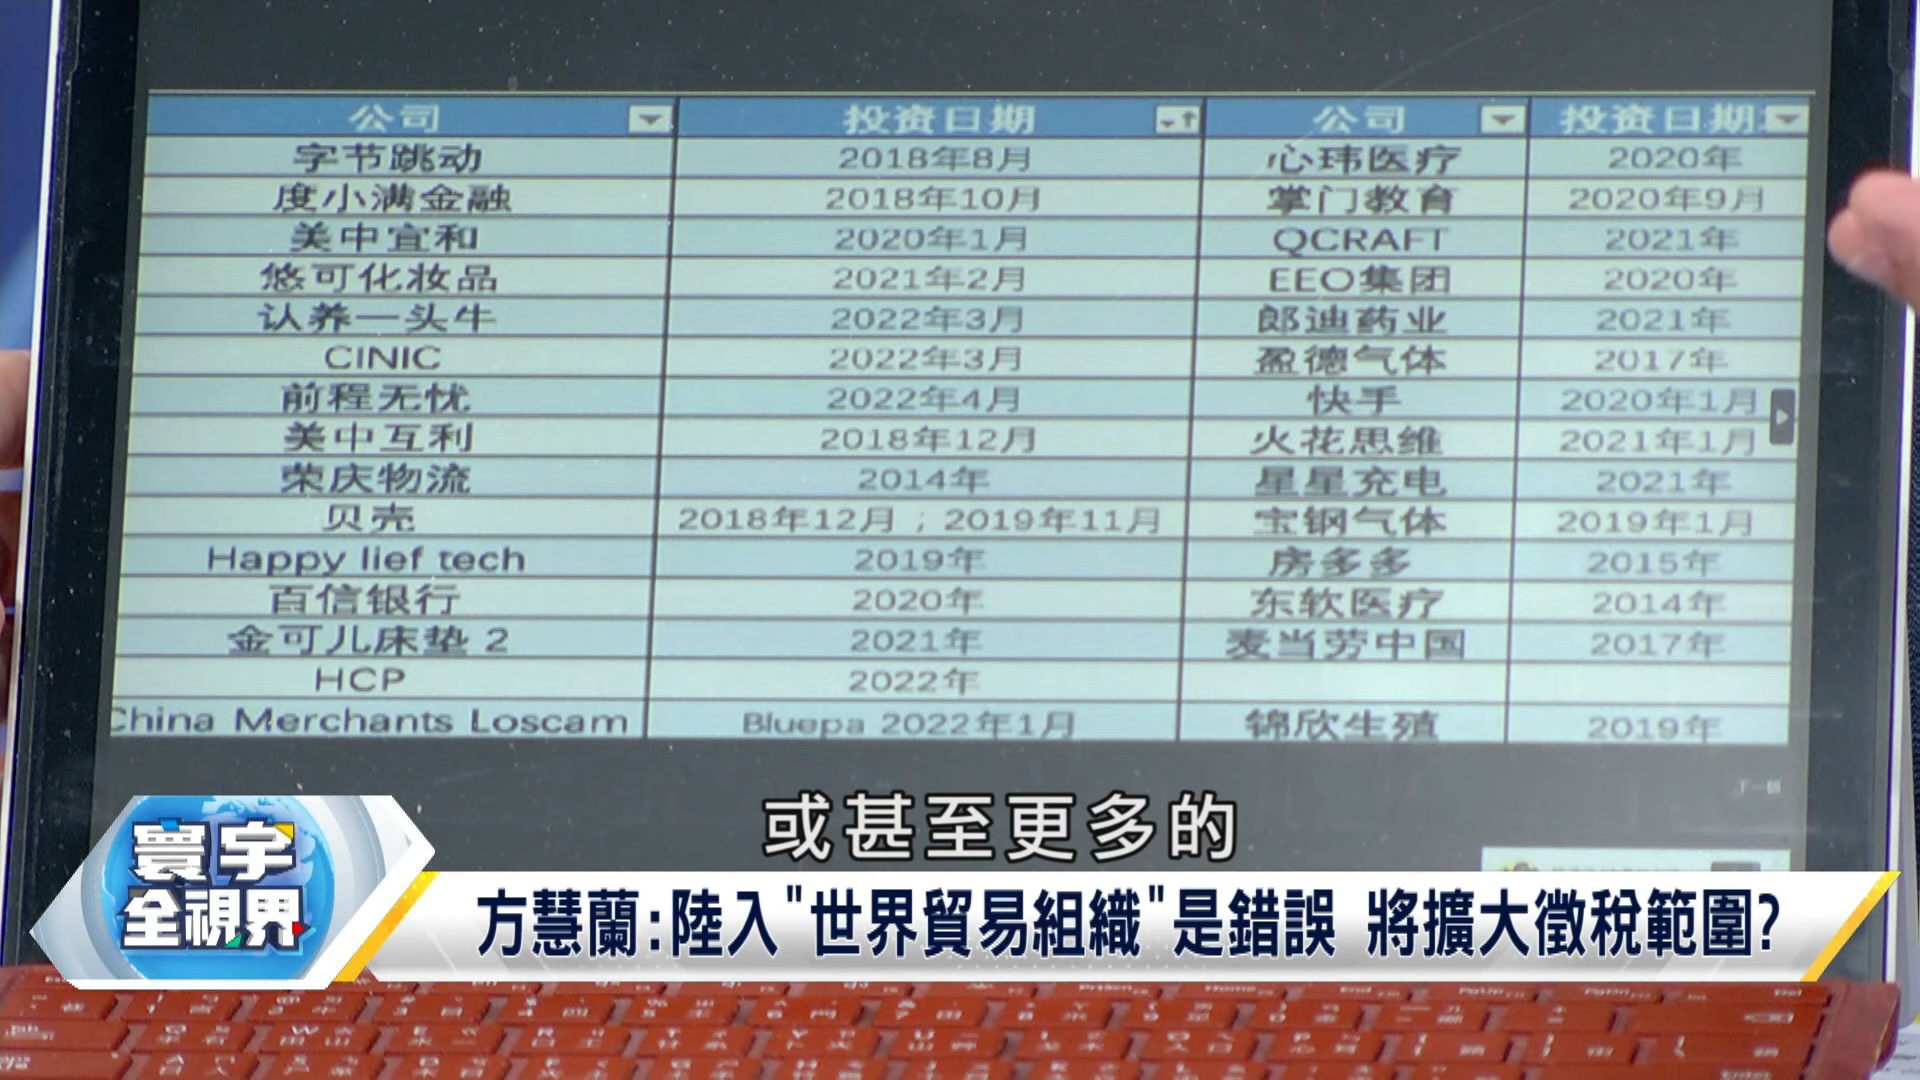 公司 投资日期 公司 投资日期
字节跳动 2018年8月 心玮医疗 2020年
度小满金融 2018年10月 掌门教育 2020年9月
美中宜和 2020年1月 QCRAFT 2021年
悠可化妆品 2021年2月 EEO集团 2020年
认养一头牛 2022年3月 郎迪药业 2021年
CINIC 2022年3月 盈德气体 2017年
前程无忧 2022年4月 快手 2020年1月
美中互利 2018年12月 火花思维 2021年1月
荣庆物流 2014年 星星充电 2021年
贝壳 2018年12月；2019年11月 宝钢气体 2019年1月
Happy lief tech 2019年 房多多 2015年
百信银行 2020年 东软医疗 2014年
金可儿床垫 2 2021年 麦当劳中国 2017年
HCP 2022年
China Merchants Loscam Bluepa 2022年1月 锦欣生殖 2019年
下一個
或甚至更多的
寰宇
全視界
方慧蘭:陸入"世界貿易組織"是錯誤 將擴大徵稅範圍?